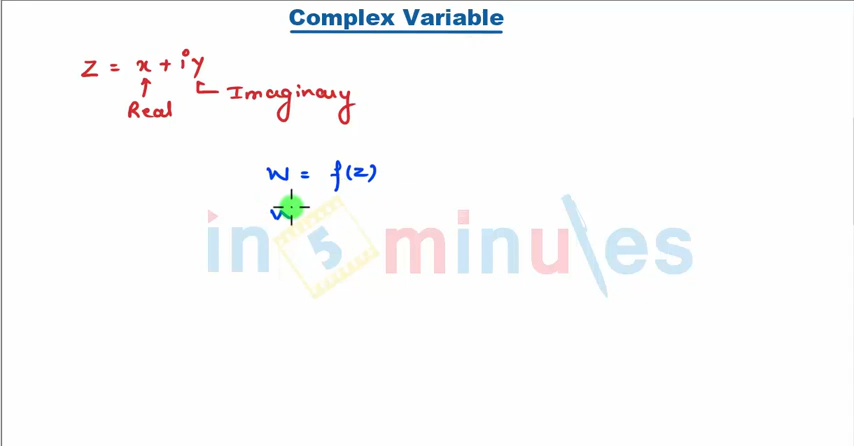 Complex Variable
Z = x + iy
Real
Imaginary
W = f(z)
in 5 minutes